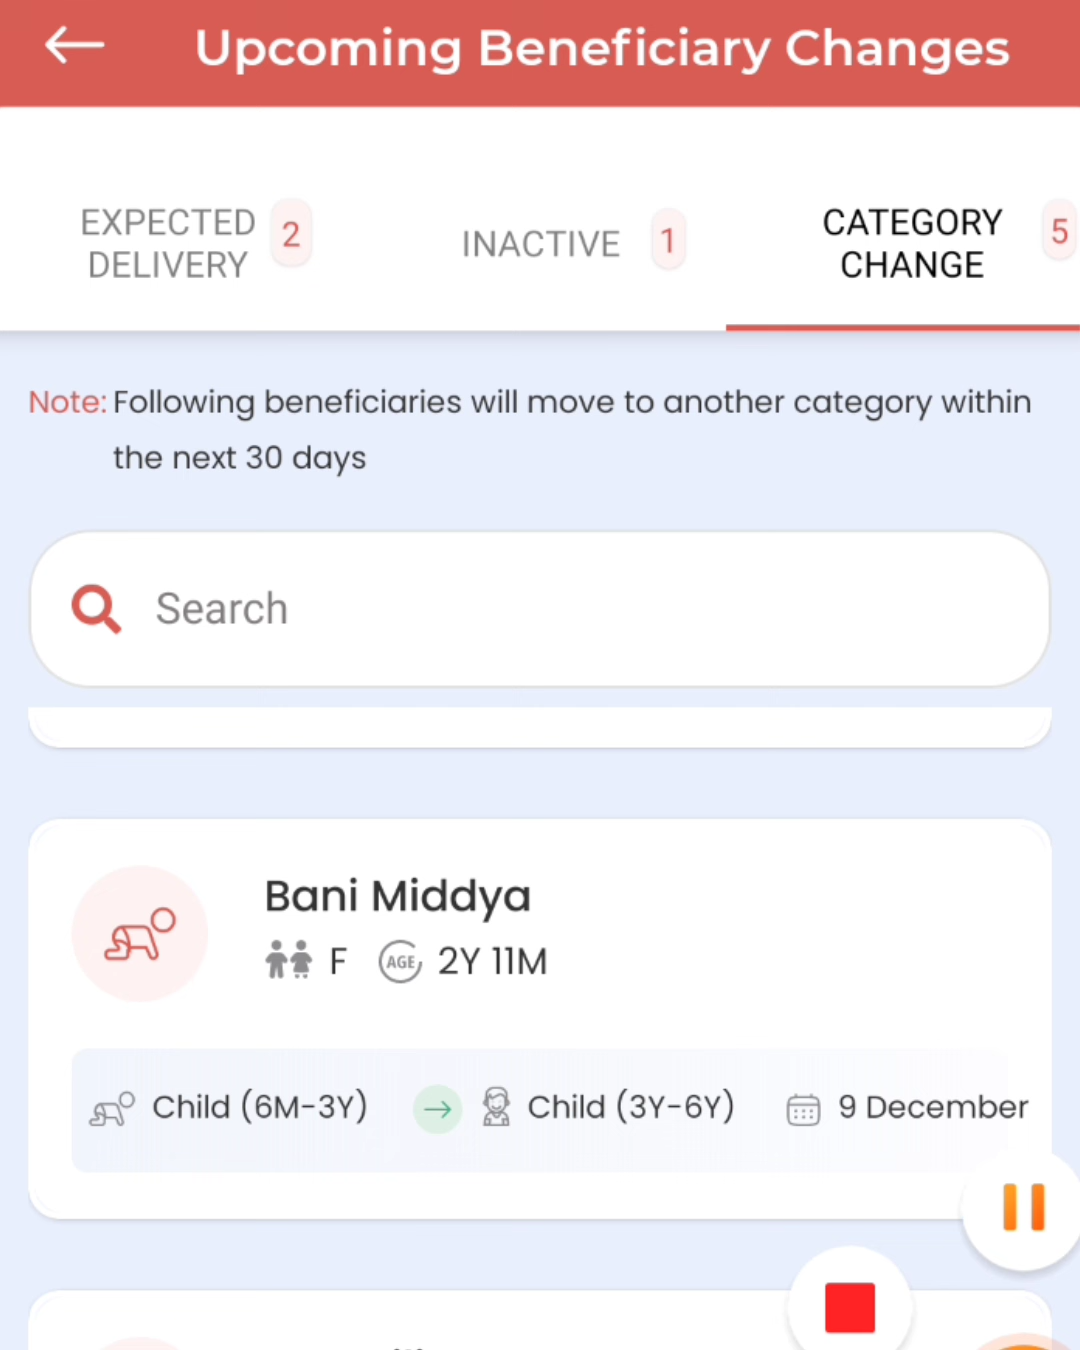 Upcoming Beneficiary Changes
EXPECTED
DELIVERY
2
INACTIVE
1
CATEGORY
CHANGE
5
Note: Following beneficiaries will move to another category within
the next 30 days
Search
Bani Middya
F AGE 2Y 11M
Child (6M-3Y) Child (3Y-6Y) 9 December